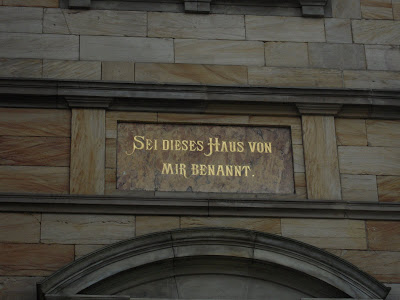 Sei dieses Haus von
mir benannt.